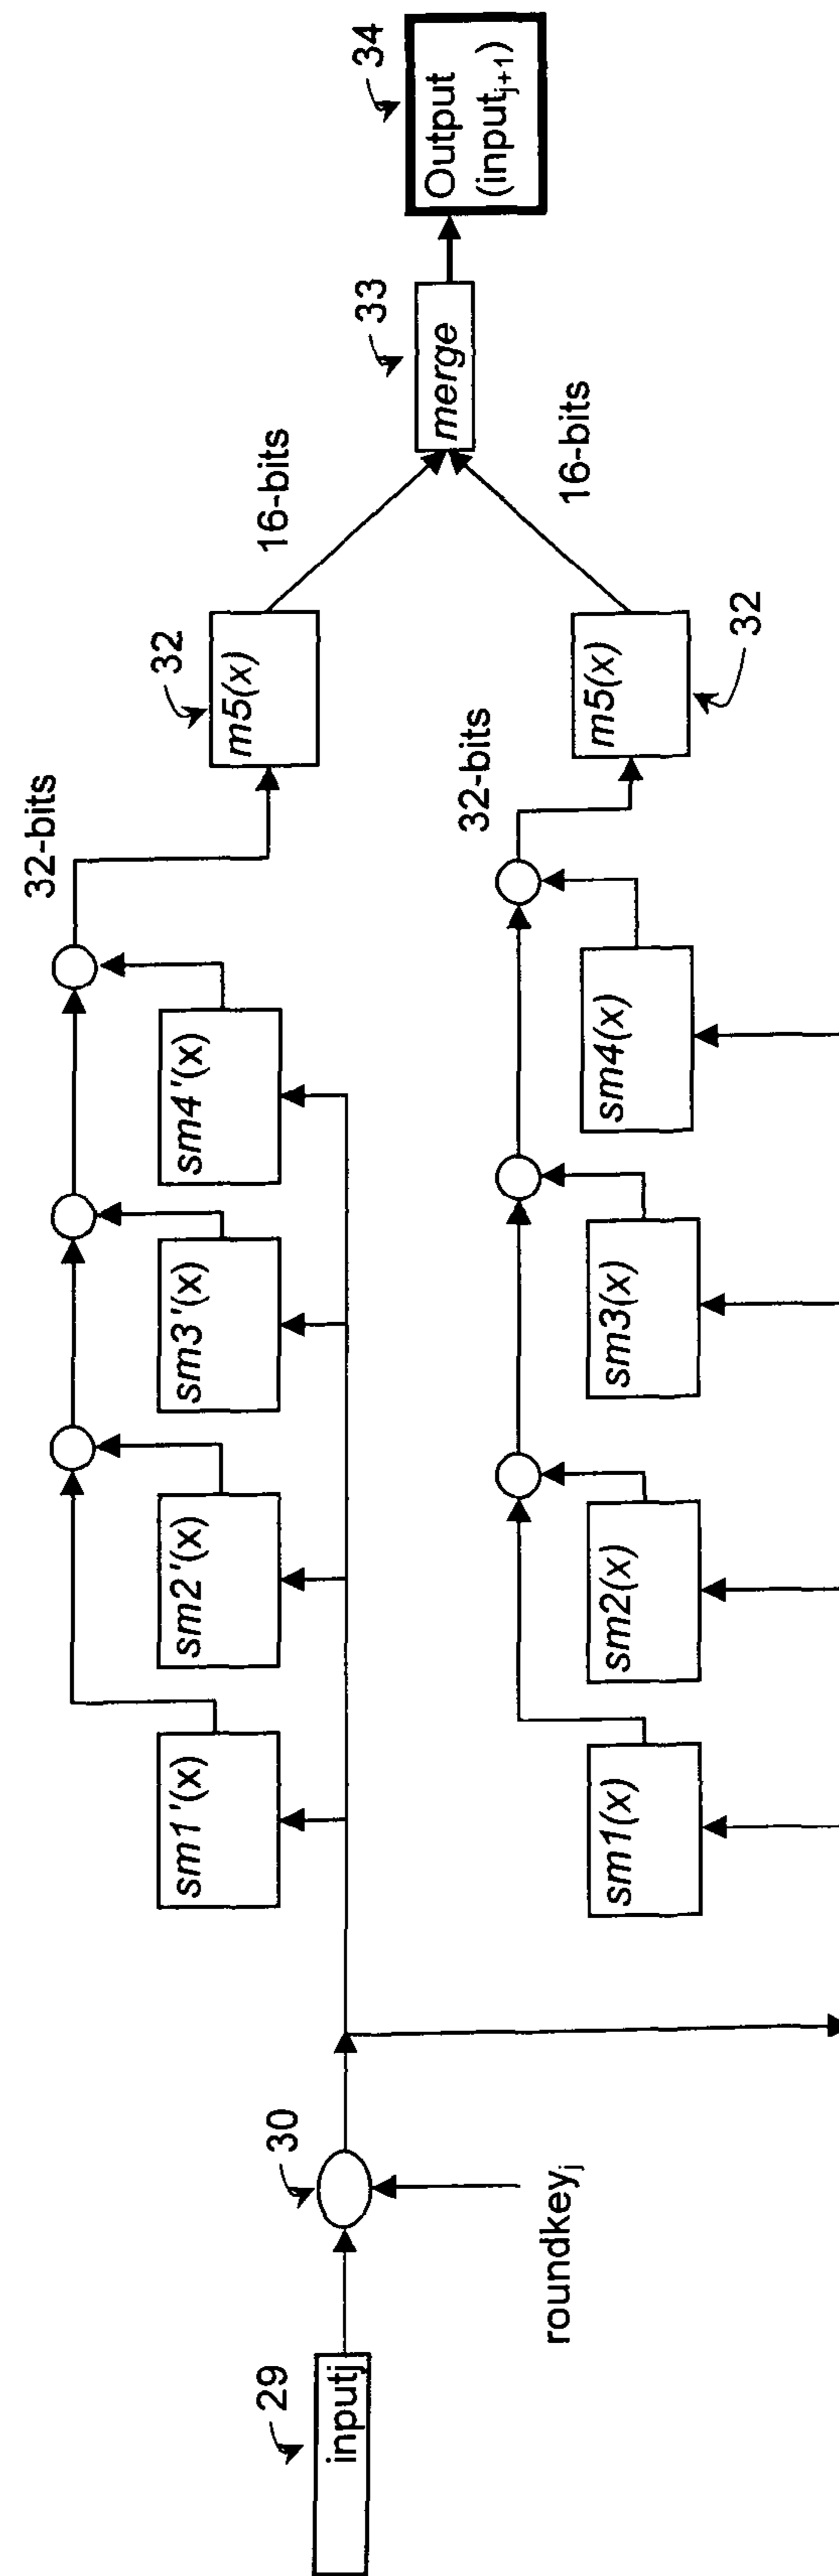 29
inputj
30
roundkeyj
sm1'(x)
sm2'(x)
sm3'(x)
sm4'(x)
32-bits
32
m5(x)
16-bits
sm1(x)
sm2(x)
sm3(x)
sm4(x)
32-bits
m5(x)
32
16-bits
33
merge
34
Output
(inputj+1)